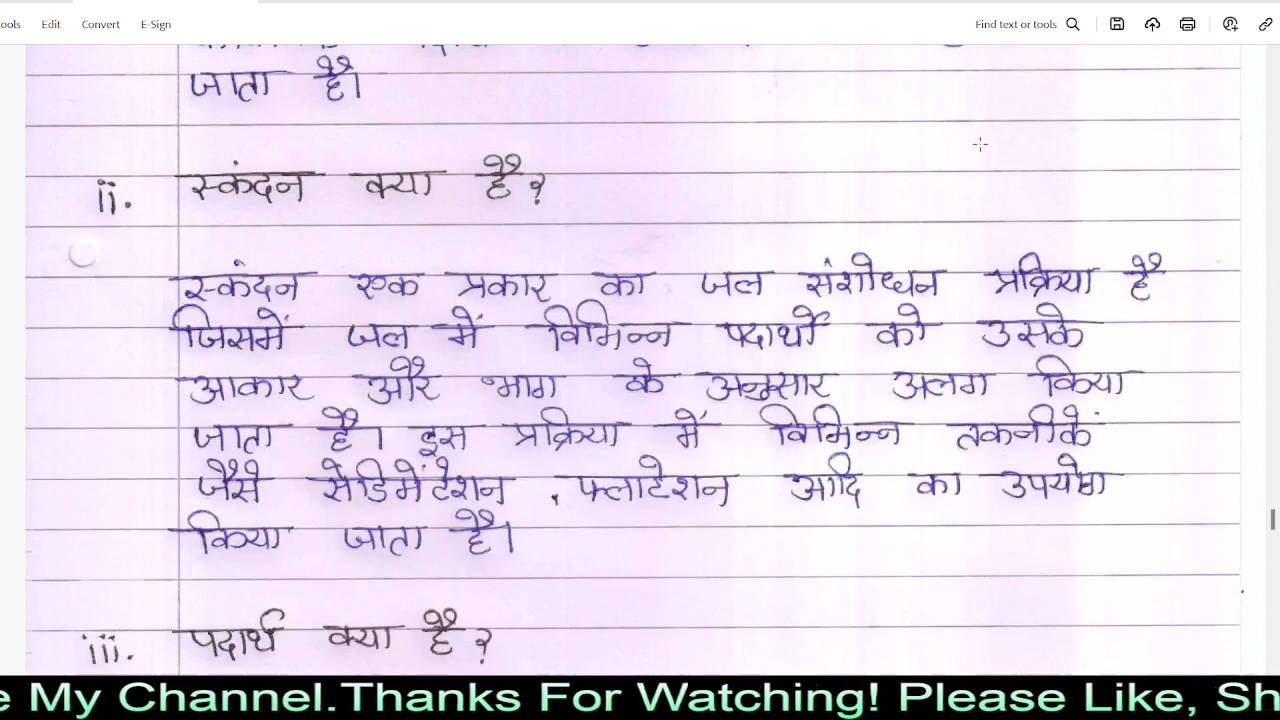 ools Edit Convert E-Sign Find text or tools
जाता है।
ii. स्कंदन क्या है?
स्कंदन एक प्रकार का जल संशोधन प्रक्रिया है
जिसमें जल में विभिन्न पदार्थों को उसके
आकार और भाग के अनुसार अलग किया
जाता है। इस प्रक्रिया में विभिन्न तकनीकें
जैसे सेडिमेंटेशन , फ्लाटेशन आदि का उपयोग
किया जाता है।
iii. पदार्थ क्या है?
e My Channel.Thanks For Watching! Please Like, Sh